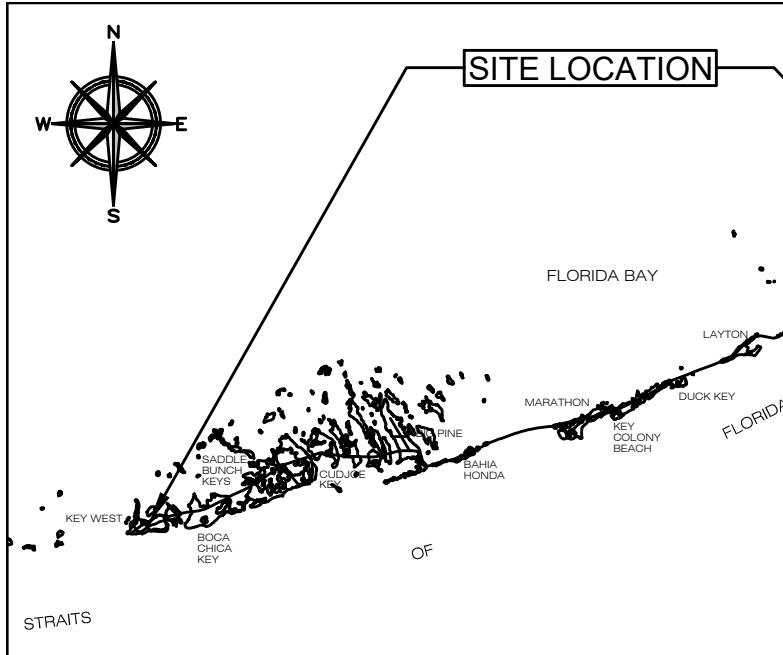 N
SITE LOCATION
W
E
S
FLORIDA BAY
LAYTON
DUCK KEY
MARATHON
KEY
COLONY
BEACH
FLORIDA
PINE
BAHIA
HONDA
SADDLE
BUNCH
KEYS
CUDJOE
KEY
KEY WEST
BOCA
CHICA
KEY
OF
STRAITS